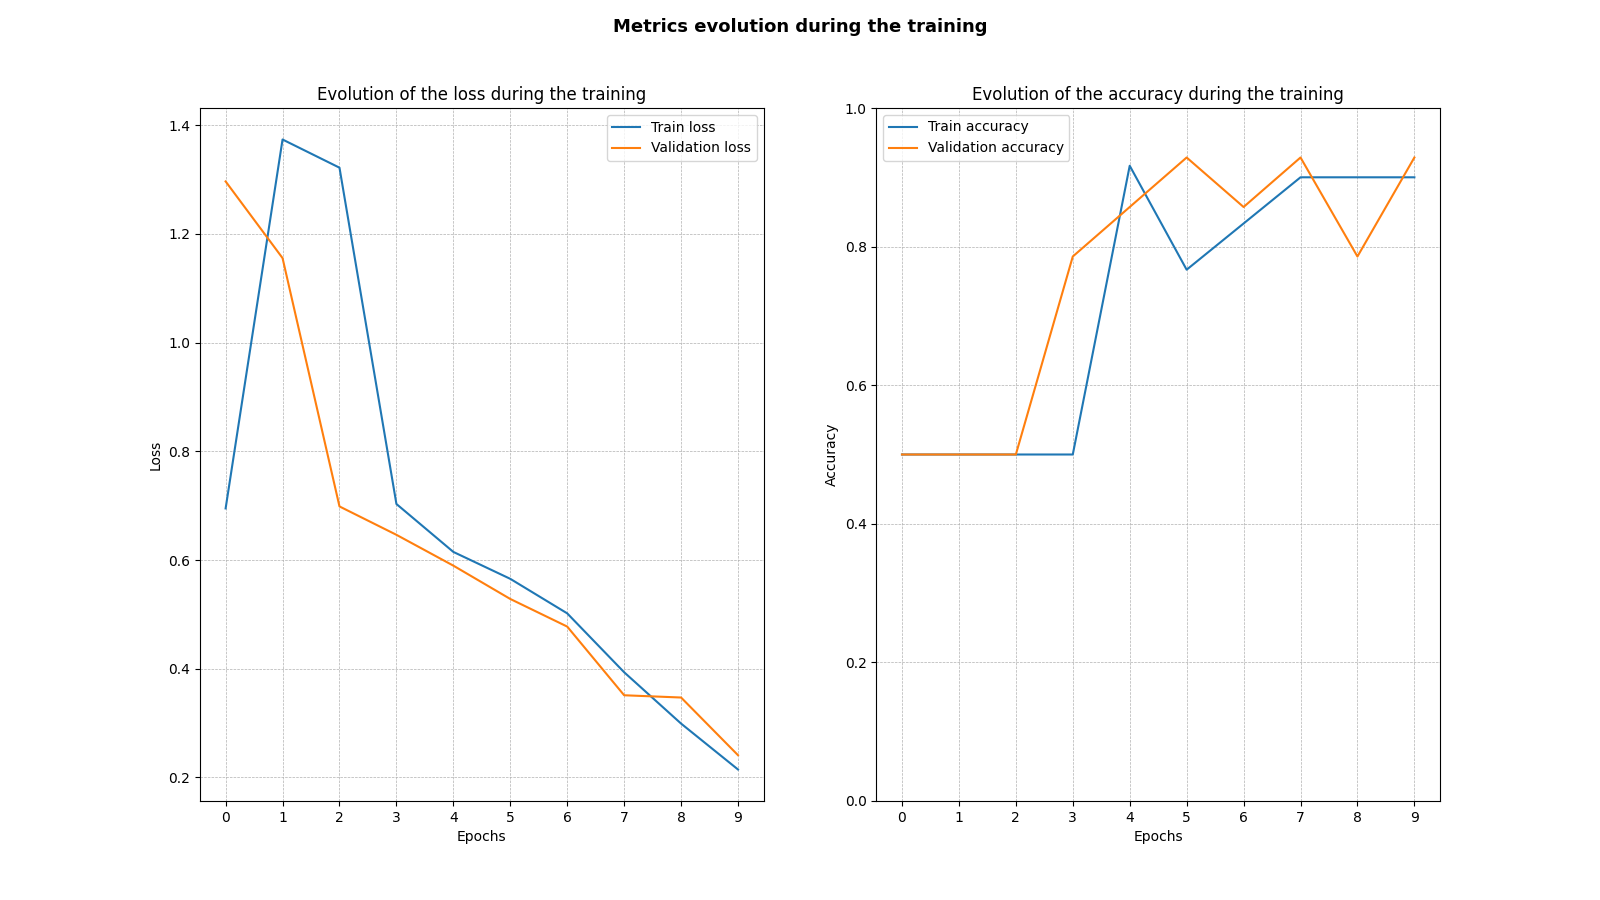 Metrics evolution during the training
Evolution of the loss during the training
Train loss
Validation loss
Loss
1.4
1.2
1.0
0.8
0.6
0.4
0.2
0 1 2 3 4 5 6 7 8 9
Epochs
Evolution of the accuracy during the training
Train accuracy
Validation accuracy
Accuracy
1.0
0.8
0.6
0.4
0.2
0.0
0 1 2 3 4 5 6 7 8 9
Epochs